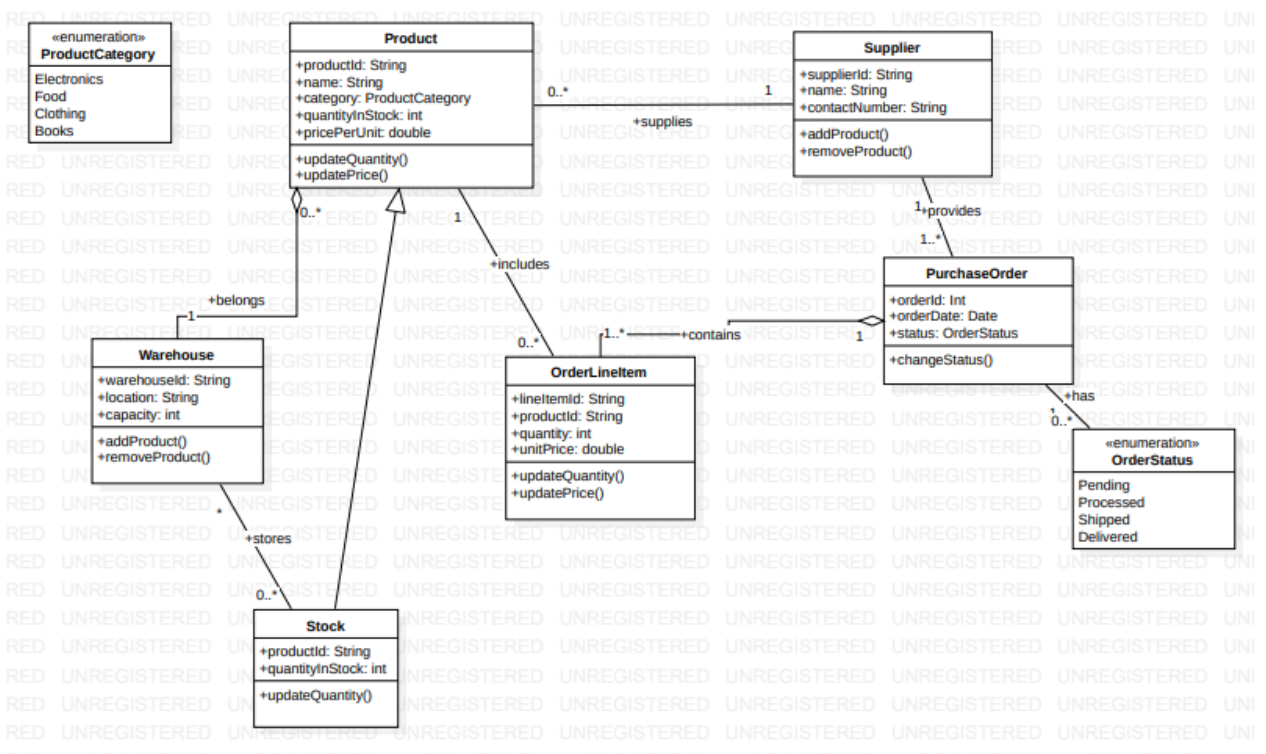 «enumeration»
ProductCategory
Electronics
Food
Clothing
Books
Product
+productId: String
+name: String
+category: ProductCategory
+quantityInStock: int
+pricePerUnit: double
+updateQuantity()
+updatePrice()
Supplier
+supplierId: String
+name: String
+contactNumber: String
+addProduct()
+removeProduct()
0..*
1
+supplies
0..*
1
+includes
0..*
1
+provides
1..*
+belongs
1
PurchaseOrder
+orderId: Int
+orderDate: Date
+status: OrderStatus
+changeStatus()
1..*
+contains
1
Warehouse
+warehouseId: String
+location: String
+capacity: int
+addProduct()
+removeProduct()
OrderLineItem
+lineItemId: String
+productId: String
+quantity: int
+unitPrice: double
+updateQuantity()
+updatePrice()
+has
1
0..*
«enumeration»
OrderStatus
Pending
Processed
Shipped
Delivered
*
+stores
0..*
Stock
+productId: String
+quantityInStock: int
+updateQuantity()
UNREGISTERED